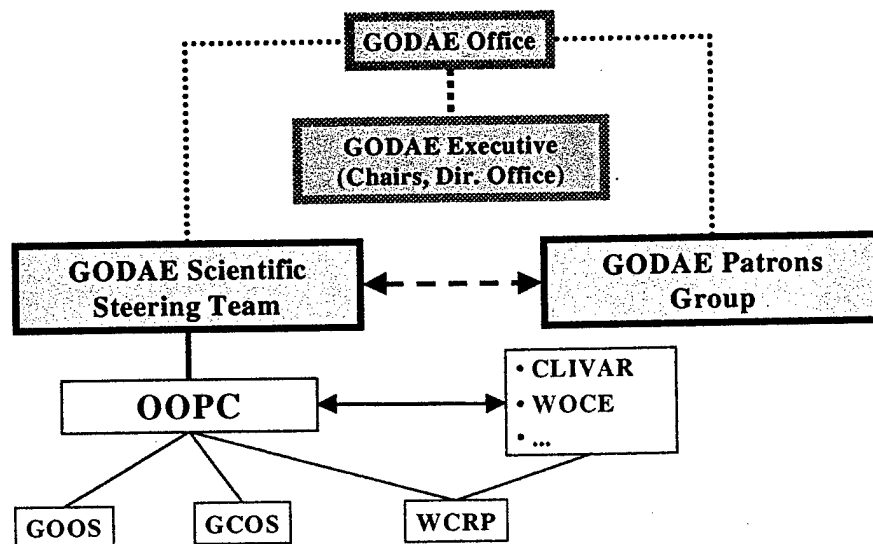 GODAE Office
GODAE Executive
(Chairs, Dir. Office)
GODAE Scientific
Steering Team
GODAE Patrons
Group
OOPC
• CLIVAR
• WOCE
• ...
GOOS
GCOS
WCRP